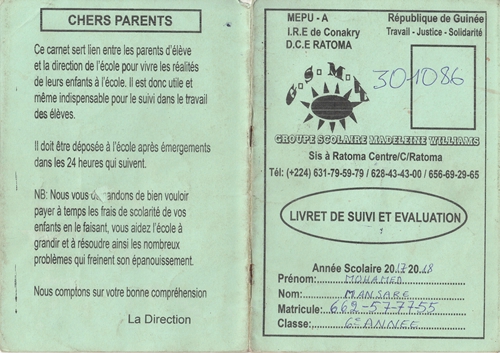 CHERS PARENTS
Ce carnet sert lien entre les parents d'élève
et la direction de l'école pour vivre les réalités
de leurs enfants à l'école. Il est donc utile et
même indispensable pour le suivi dans le travail
des élèves.
Il doit être déposée à l'école après émergements
dans les 24 heures qui suivent.
NB: Nous vous demandons de bien vouloir
payer à temps les frais de scolarité de vos
enfants en le faisant, vous aidez l'école à
grandir et à résoudre ainsi les nombreux
problèmes qui freinent son épanouissement.
Nous comptons sur votre bonne compréhension
La Direction
MEPU - A
République de Guinée
I.R.E de Conakry
Travail - Justice - Solidarité
D.C.E RATOMA
301086
GROUPE SCOLAIRE MADELEINE WILLIAMS
Sis à Ratoma Centre/C/Ratoma
Tél: (+224) 631-79-59-79 / 628-43-43-00 / 656-69-29-65
LIVRET DE SUIVI ET EVALUATION
Année Scolaire 2017 2018
Prénom: MOHAMED
Nom: MANSARE
Matricule: 662-57-77-55
Classe: 6e ANNEE